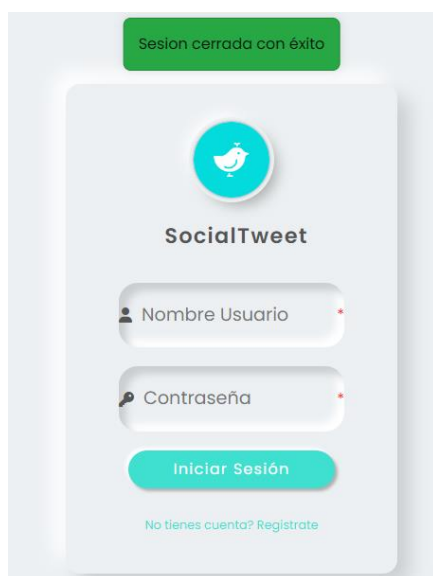 Sesion cerrada con éxito
SocialTweet
Nombre Usuario *
Contraseña *
Iniciar Sesión
No tienes cuenta? Registrate